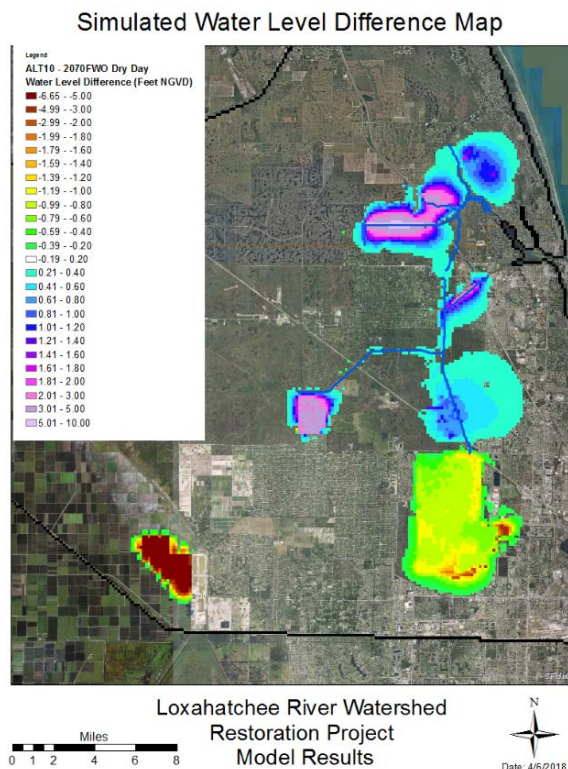 Simulated Water Level Difference Map
Legend
ALT10 - 2070FWO Dry Day
Water Level Difference (Feet NGVD)
-6.65 - -5.00
-4.99 - -3.00
-2.99 - -2.00
-1.99 - -1.80
-1.79 - -1.60
-1.59 - -1.40
-1.39 - -1.20
-1.19 - -1.00
-0.99 - -0.80
-0.79 - -0.60
-0.59 - -0.40
-0.39 - -0.20
-0.19 - 0.20
0.21 - 0.40
0.41 - 0.60
0.61 - 0.80
0.81 - 1.00
1.01 - 1.20
1.21 - 1.40
1.41 - 1.60
1.61 - 1.80
1.81 - 2.00
2.01 - 3.00
3.01 - 5.00
5.01 - 10.00
Loxahatchee River Watershed
Restoration Project
Model Results
Miles
0 1 2 4 6 8
N
Date: 4/6/2018